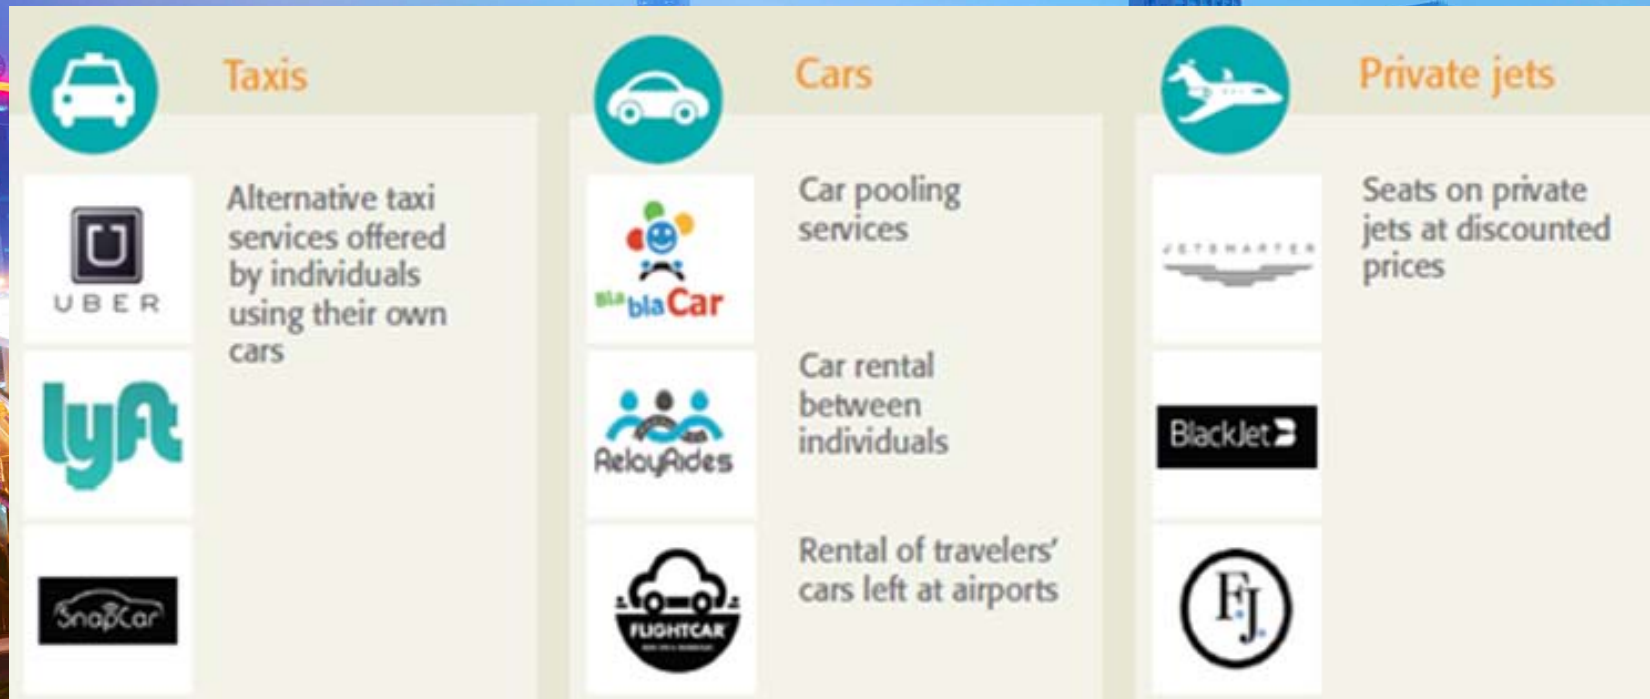 Taxis
UBER
Alternative taxi
services offered
by individuals
using their own
cars
lyft
SnapCar
Cars
Bla bla Car
Car pooling
services
RelayRides
Car rental
between
individuals
FLIGHTCAR
Rental of travelers’
cars left at airports
Private jets
JETSMARTER
Seats on private
jets at discounted
prices
BlackJet
F.J.